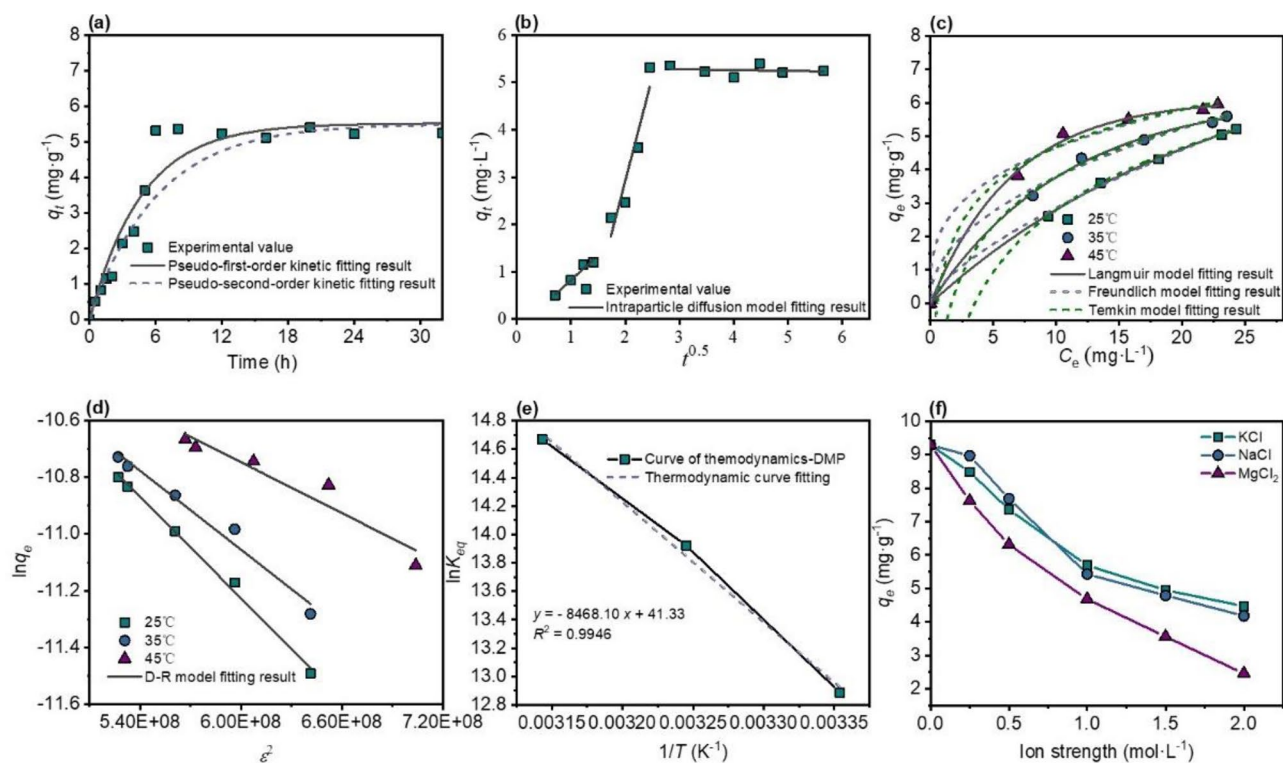 (a)
7
6
5
4
3
2
1
0
qt (mg·g-1)
Experimental value
Pseudo-first-order kinetic fitting result
Pseudo-second-order kinetic fitting result
0 6 12 18 24 30
Time (h)
(b)
6
5
4
3
2
1
0
qt (mg·L-1)
Experimental value
Intraparticle diffusion model fitting result
0 1 2 3 4 5 6
t0.5
(c)
9
8
7
6
5
4
3
2
1
0
qe (mg·g-1)
25℃
35℃
45℃
Langmuir model fitting result
Freundlich model fitting result
Temkin model fitting result
0 5 10 15 20 25
Ce (mg·L-1)
(d)
-10.6
-10.8
-11.0
-11.2
-11.4
-11.6
lnqe
25℃
35℃
45℃
D-R model fitting result
5.40E+08 6.00E+08 6.60E+08 7.20E+08
ε2
(e)
14.8
14.6
14.4
14.2
14.0
13.8
13.6
13.4
13.2
13.0
12.8
lnKeq
Curve of themodynamics-DMP
Thermodynamic curve fitting
y = - 8468.10 x + 41.33
R2 = 0.9946
0.00315 0.00320 0.00325 0.00330 0.00335
1/T (K-1)
(f)
10
9
8
7
6
5
4
3
2
qe (mg·g-1)
KCl
NaCl
MgCl2
0.0 0.5 1.0 1.5 2.0
Ion strength (mol·L-1)